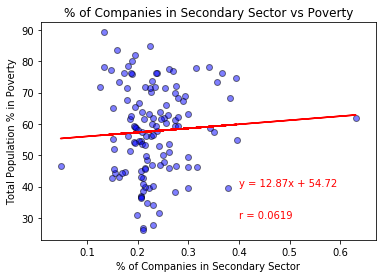 % of Companies in Secondary Sector vs Poverty
Total Population % in Poverty
90
80
70
60
50
40
30
y = 12.87x + 54.72
r = 0.0619
0.1
0.2
0.3
0.4
0.5
0.6
% of Companies in Secondary Sector